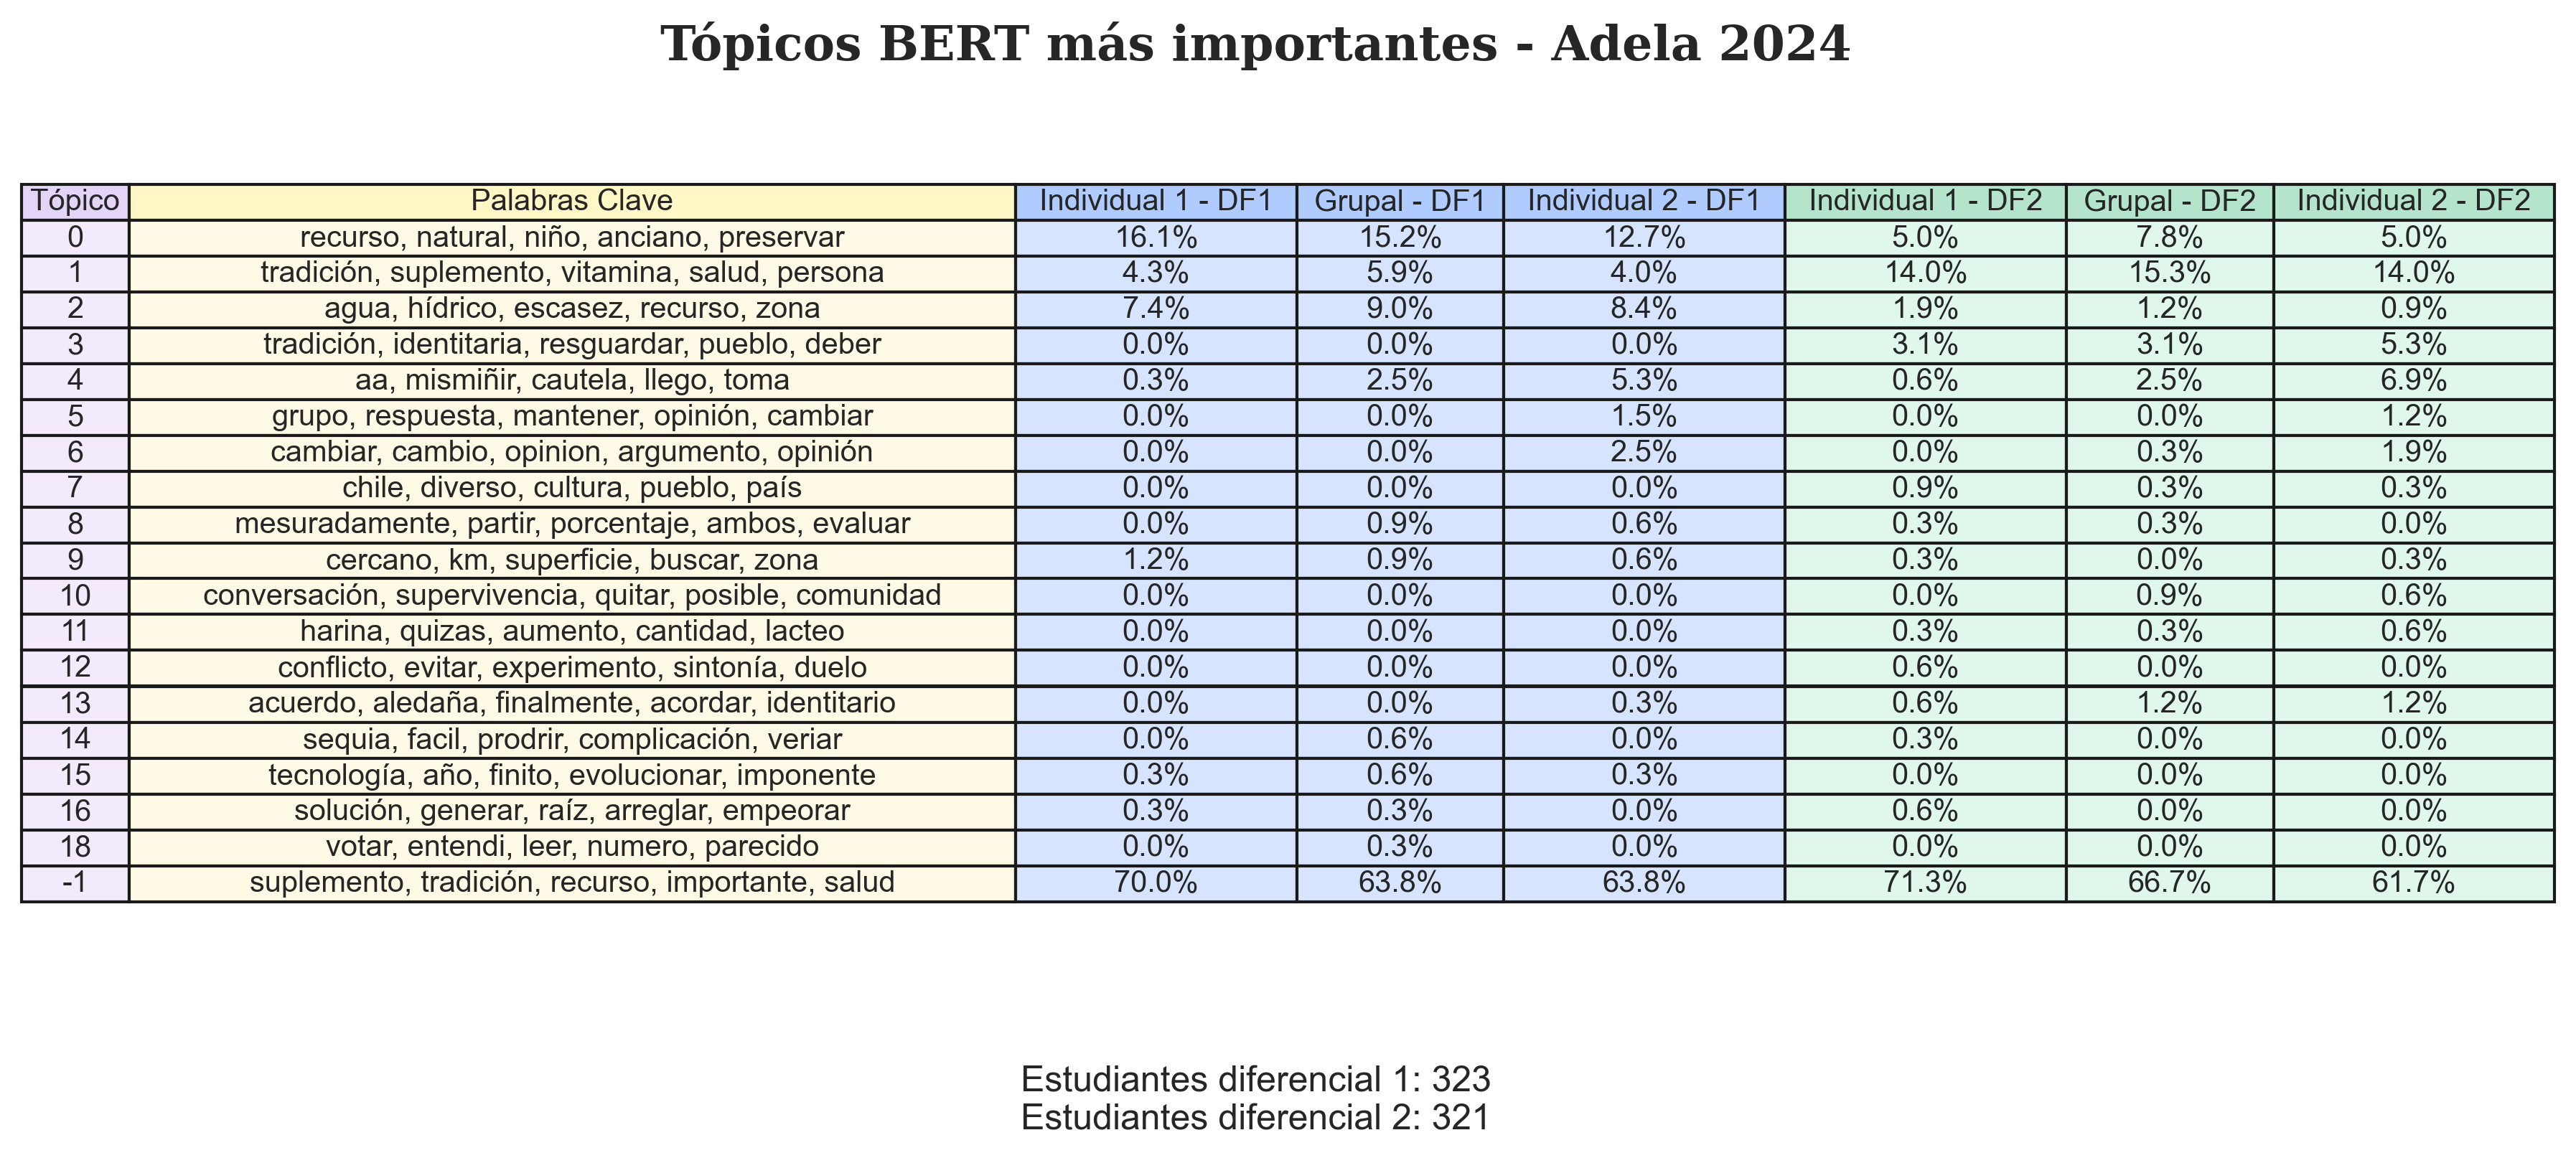 Tópicos BERT más importantes - Adela 2024
Tópico Palabras Clave Individual 1 - DF1 Grupal - DF1 Individual 2 - DF1 Individual 1 - DF2 Grupal - DF2 Individual 2 - DF2
0 recurso, natural, niño, anciano, preservar 16.1% 15.2% 12.7% 5.0% 7.8% 5.0%
1 tradición, suplemento, vitamina, salud, persona 4.3% 5.9% 4.0% 14.0% 15.3% 14.0%
2 agua, hídrico, escasez, recurso, zona 7.4% 9.0% 8.4% 1.9% 1.2% 0.9%
3 tradición, identitaria, resguardar, pueblo, deber 0.0% 0.0% 0.0% 3.1% 3.1% 5.3%
4 aa, mismiñir, cautela, llego, toma 0.3% 2.5% 5.3% 0.6% 2.5% 6.9%
5 grupo, respuesta, mantener, opinión, cambiar 0.0% 0.0% 1.5% 0.0% 0.0% 1.2%
6 cambiar, cambio, opinion, argumento, opinión 0.0% 0.0% 2.5% 0.0% 0.3% 1.9%
7 chile, diverso, cultura, pueblo, país 0.0% 0.0% 0.0% 0.9% 0.3% 0.3%
8 mesuradamente, partir, porcentaje, ambos, evaluar 0.0% 0.9% 0.6% 0.3% 0.3% 0.0%
9 cercano, km, superficie, buscar, zona 1.2% 0.9% 0.6% 0.3% 0.0% 0.3%
10 conversación, supervivencia, quitar, posible, comunidad 0.0% 0.0% 0.0% 0.0% 0.9% 0.6%
11 harina, quizas, aumento, cantidad, lacteo 0.0% 0.0% 0.0% 0.3% 0.3% 0.6%
12 conflicto, evitar, experimento, sintonía, duelo 0.0% 0.0% 0.0% 0.6% 0.0% 0.0%
13 acuerdo, aledaña, finalmente, acordar, identitario 0.0% 0.0% 0.3% 0.6% 1.2% 1.2%
14 sequia, facil, prodrir, complicación, veriar 0.0% 0.6% 0.0% 0.3% 0.0% 0.0%
15 tecnología, año, finito, evolucionar, imponente 0.3% 0.6% 0.3% 0.0% 0.0% 0.0%
16 solución, generar, raíz, arreglar, empeorar 0.3% 0.3% 0.0% 0.6% 0.0% 0.0%
18 votar, entendi, leer, numero, parecido 0.0% 0.3% 0.0% 0.0% 0.0% 0.0%
-1 suplemento, tradición, recurso, importante, salud 70.0% 63.8% 63.8% 71.3% 66.7% 61.7%
Estudiantes diferencial 1: 323
Estudiantes diferencial 2: 321